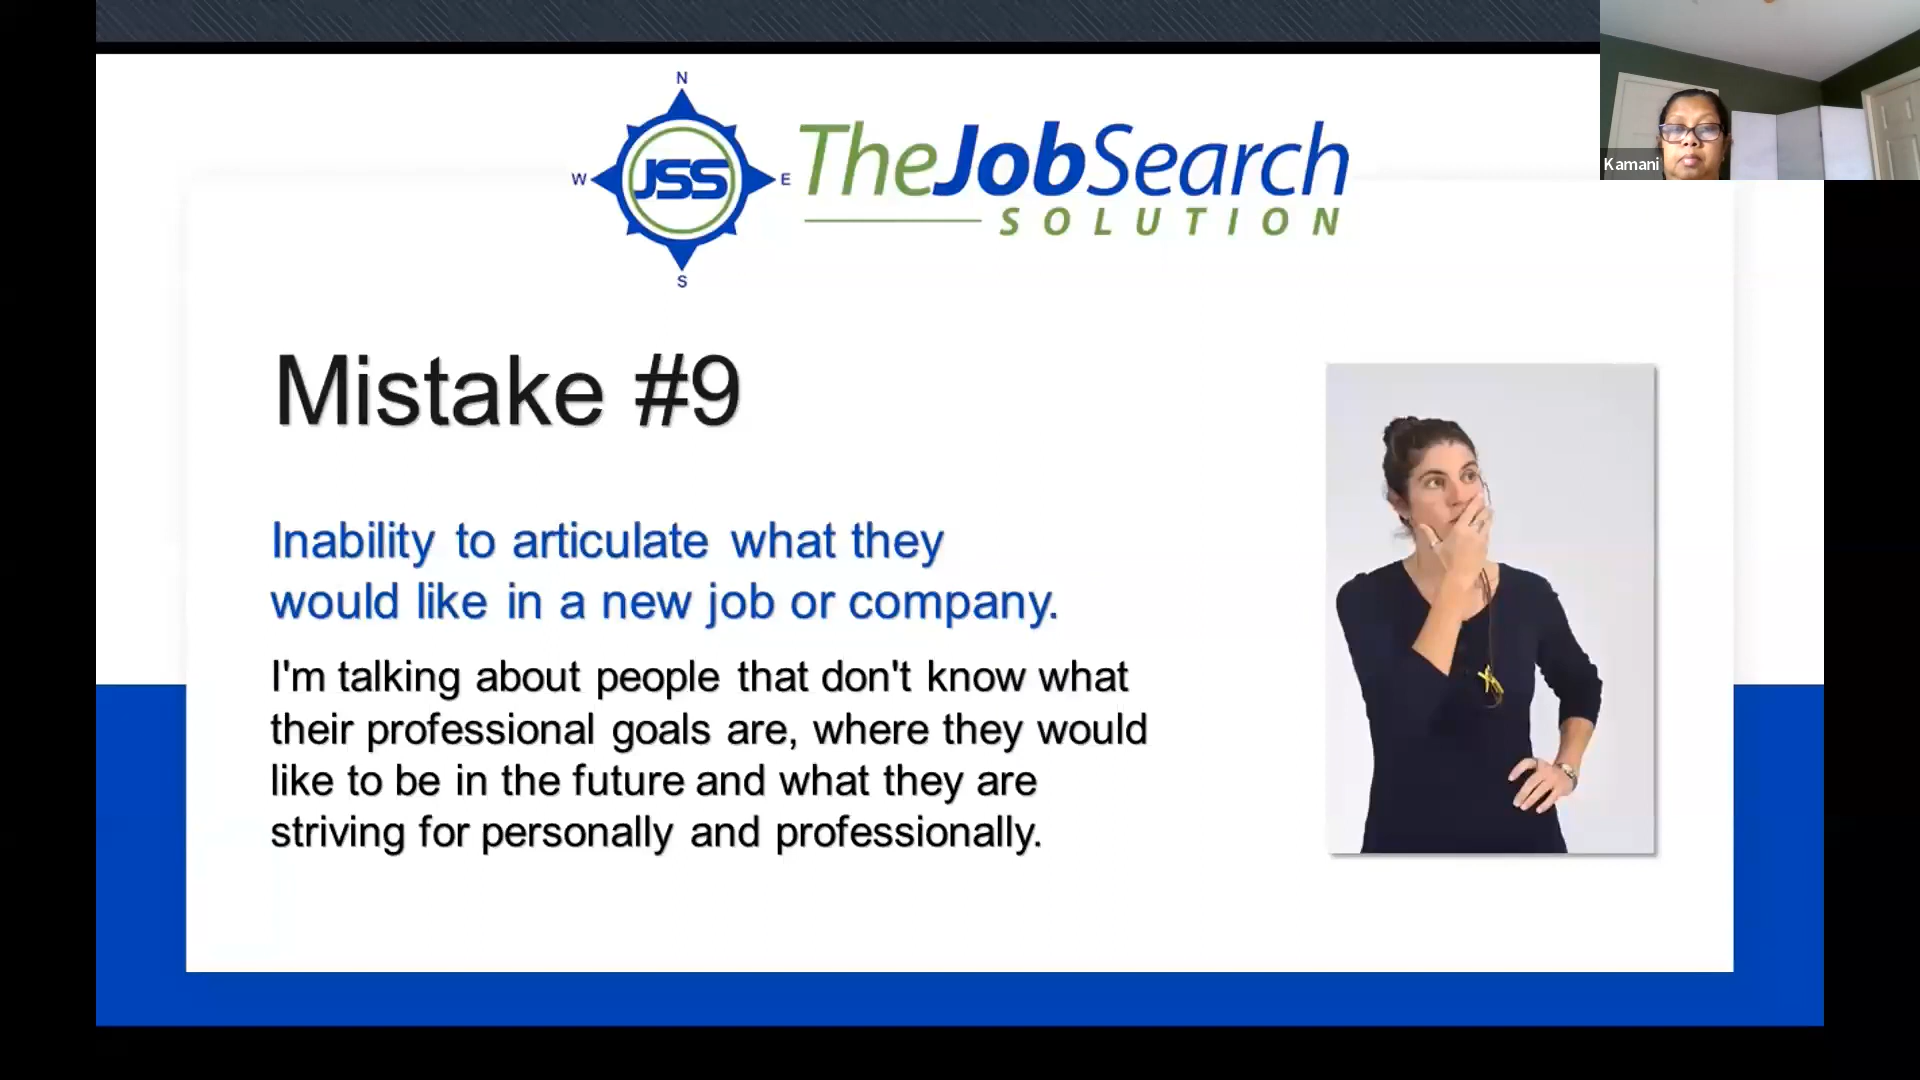 N
W JSS E
S
TheJobSearch
SOLUTION
Kamani
Mistake #9
Inability to articulate what they
would like in a new job or company.
I'm talking about people that don't know what
their professional goals are, where they would
like to be in the future and what they are
striving for personally and professionally.